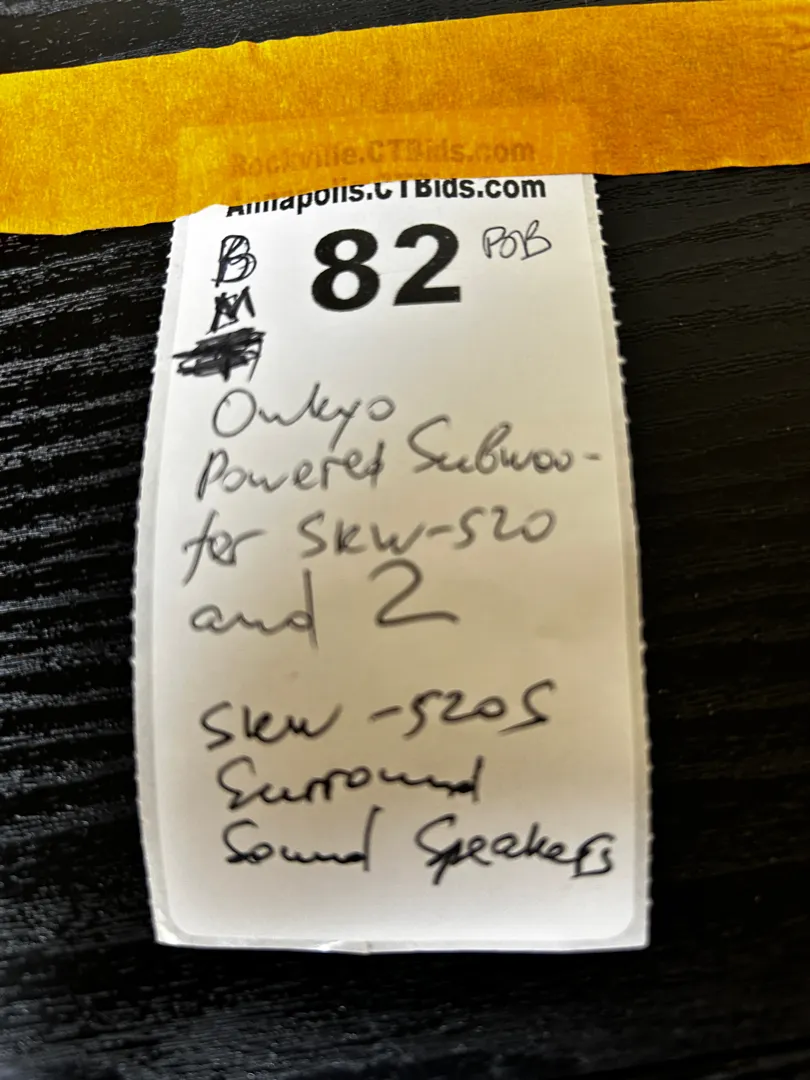 Rockville.CTBids.com
Annapolis.CTBids.com
B 82 BOB
M
Onkyo
Powered Subwoo-
fer SKW-520
and 2
SKW -520S
Surround
Sound Speakers